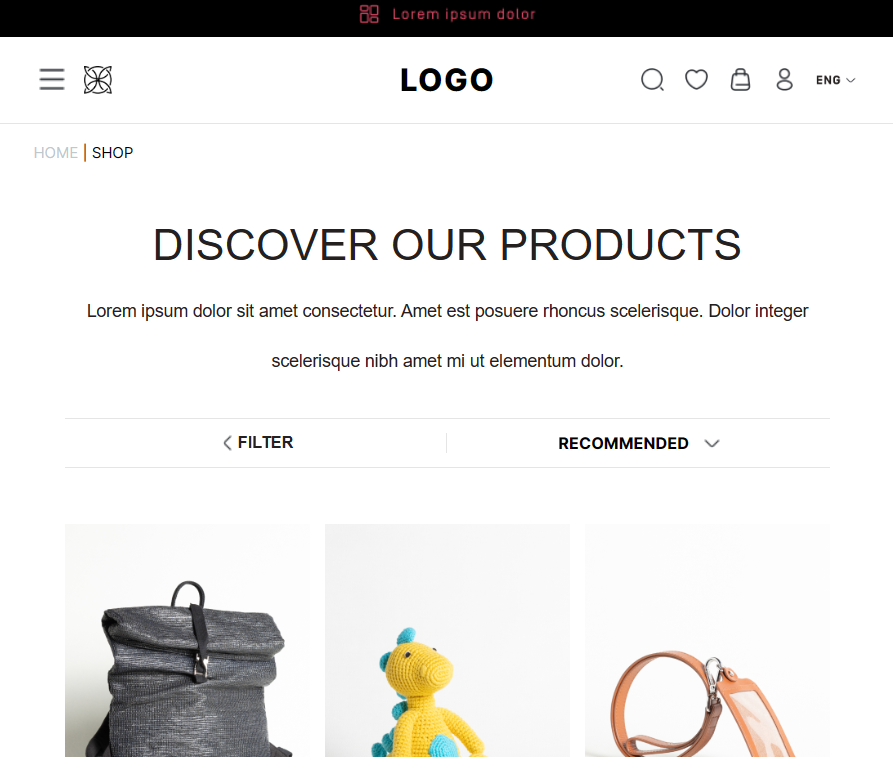 Lorem ipsum dolor
LOGO
ENG
HOME | SHOP
DISCOVER OUR PRODUCTS
Lorem ipsum dolor sit amet consectetur. Amet est posuere rhoncus scelerisque. Dolor integer
scelerisque nibh amet mi ut elementum dolor.
FILTER
RECOMMENDED